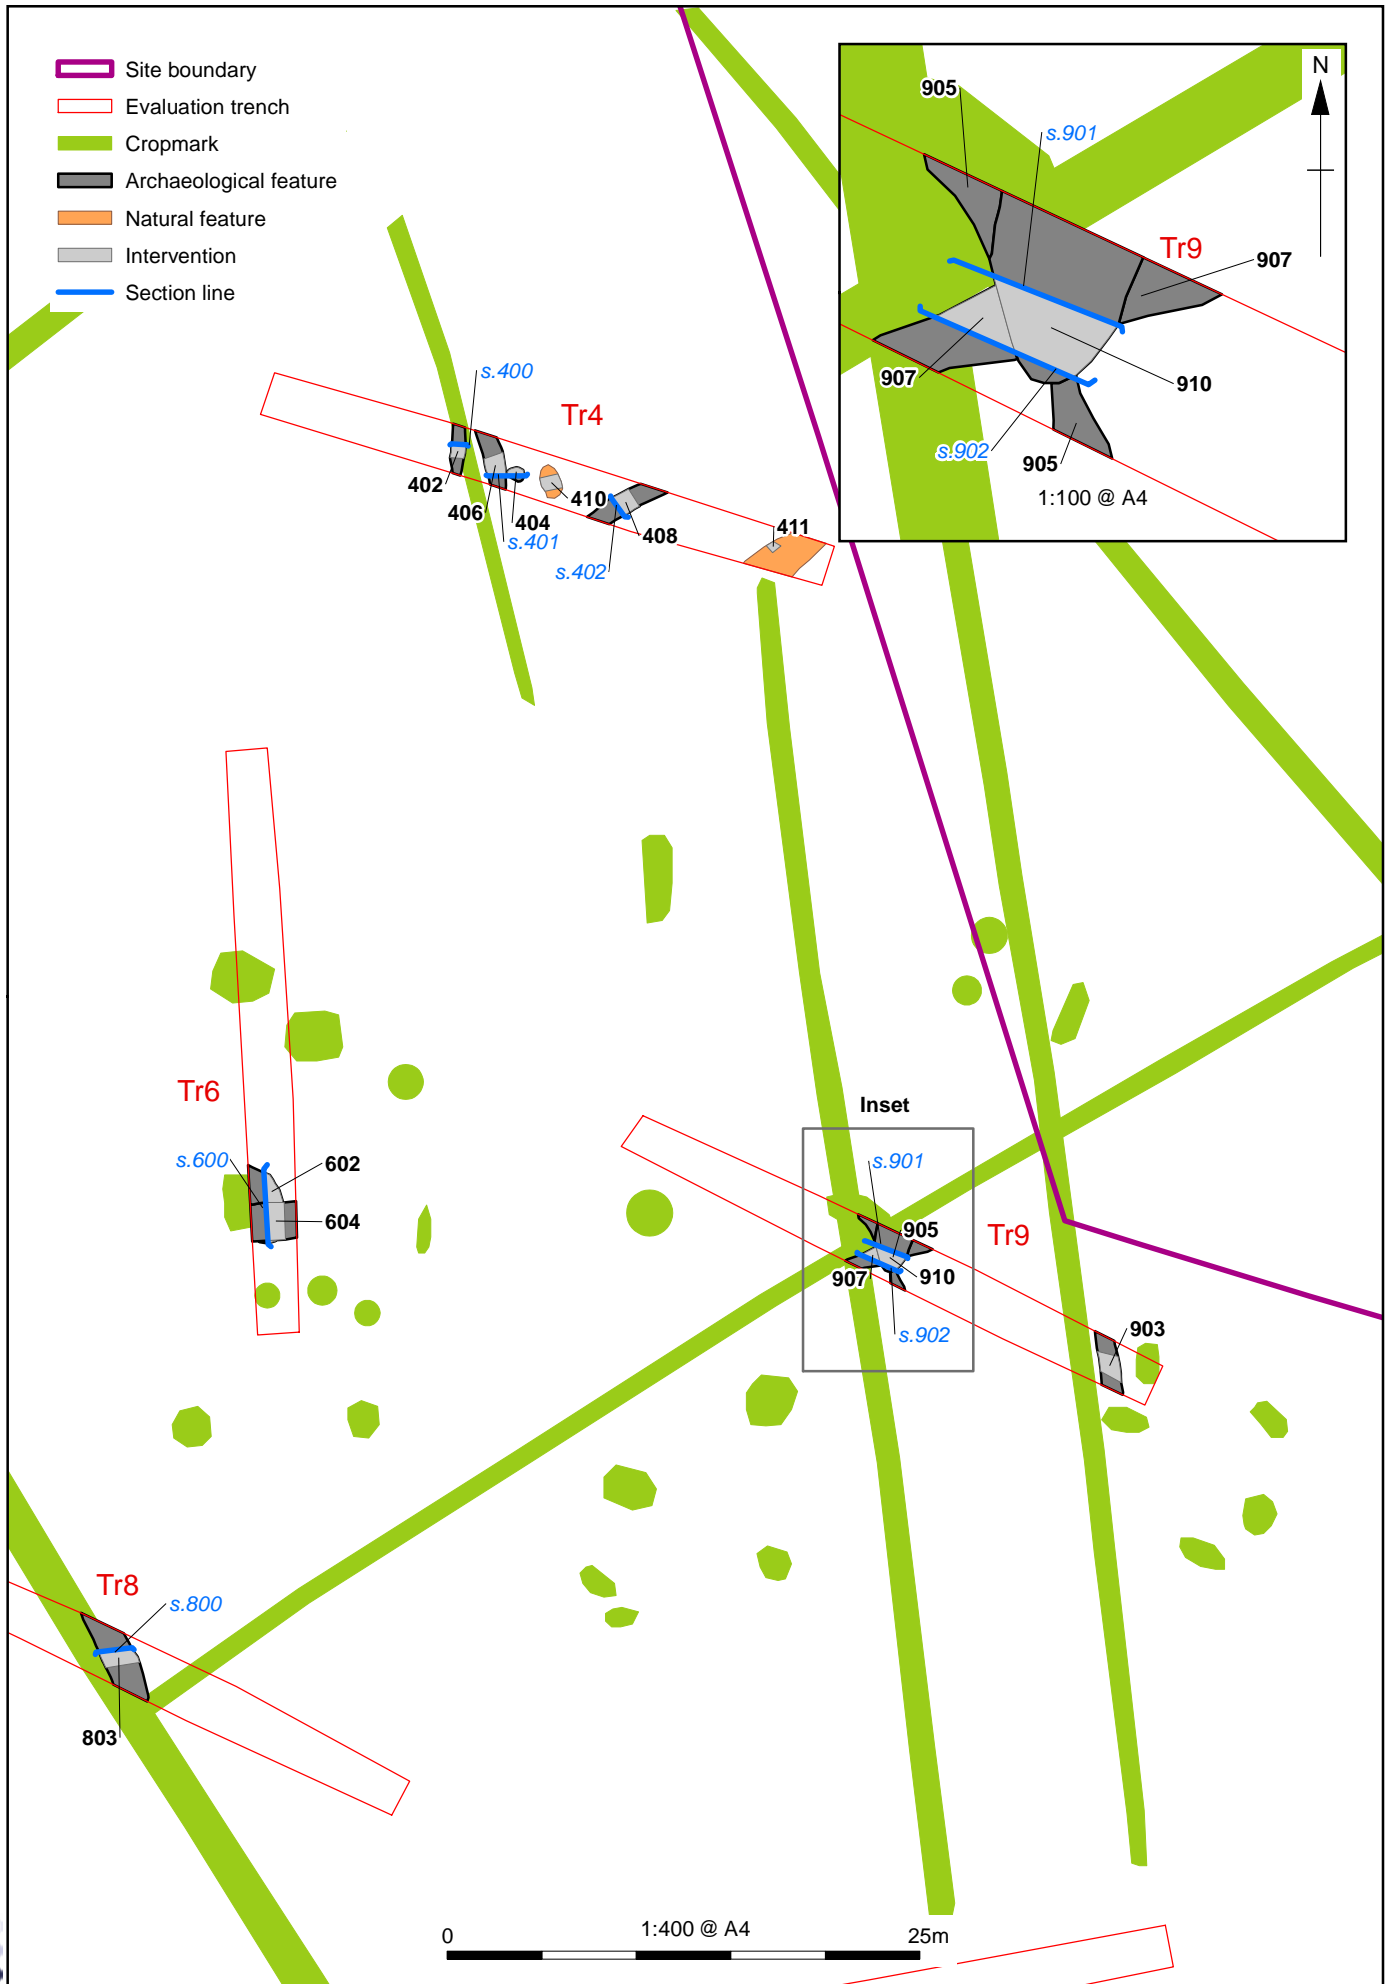 Site boundary
Evaluation trench
Cropmark
Archaeological feature
Natural feature
Intervention
Section line
N
905
s.901
Tr9
907
907
910
s.902
905
1:100 @ A4
s.400
Tr4
402
406
404
s.401
410
408
s.402
411
Tr6
s.600
602
604
Inset
s.901
905
Tr9
907
910
s.902
903
Tr8
s.800
803
0
1:400 @ A4
25m